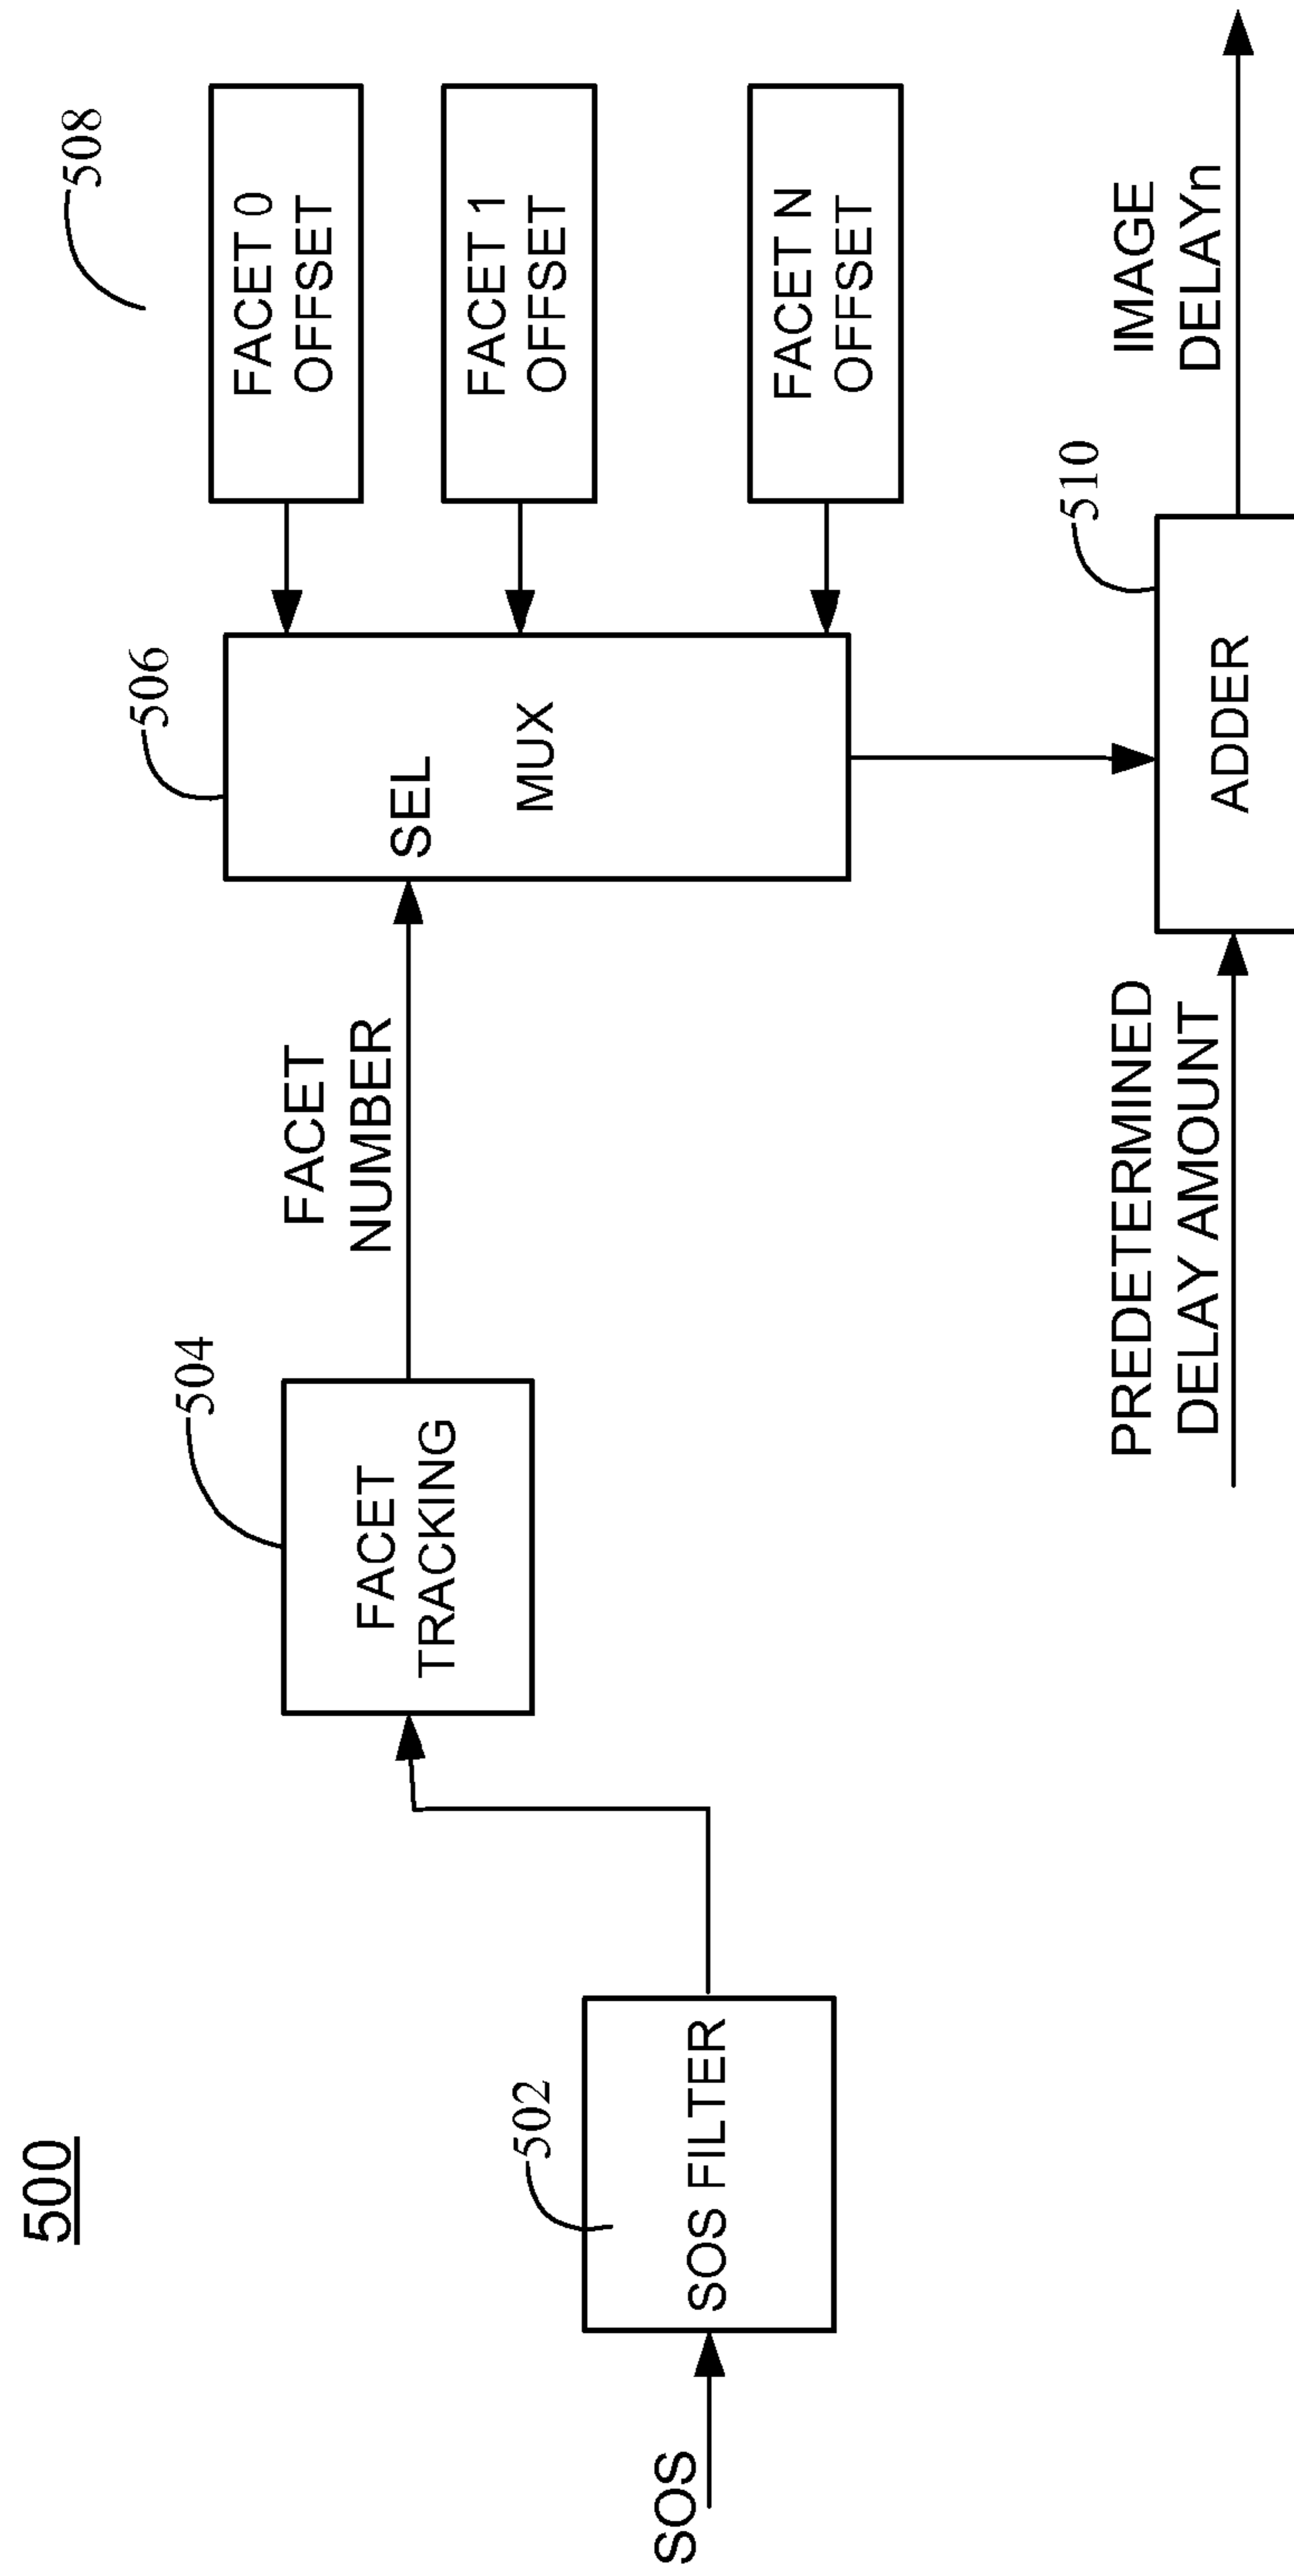 500
SOS
502
SOS FILTER
504
FACET
TRACKING
FACET
NUMBER
506
SEL
MUX
508
FACET 0
OFFSET
FACET 1
OFFSET
FACET N
OFFSET
PREDETERMINED
DELAY AMOUNT
510
ADDER
IMAGE
DELAYn